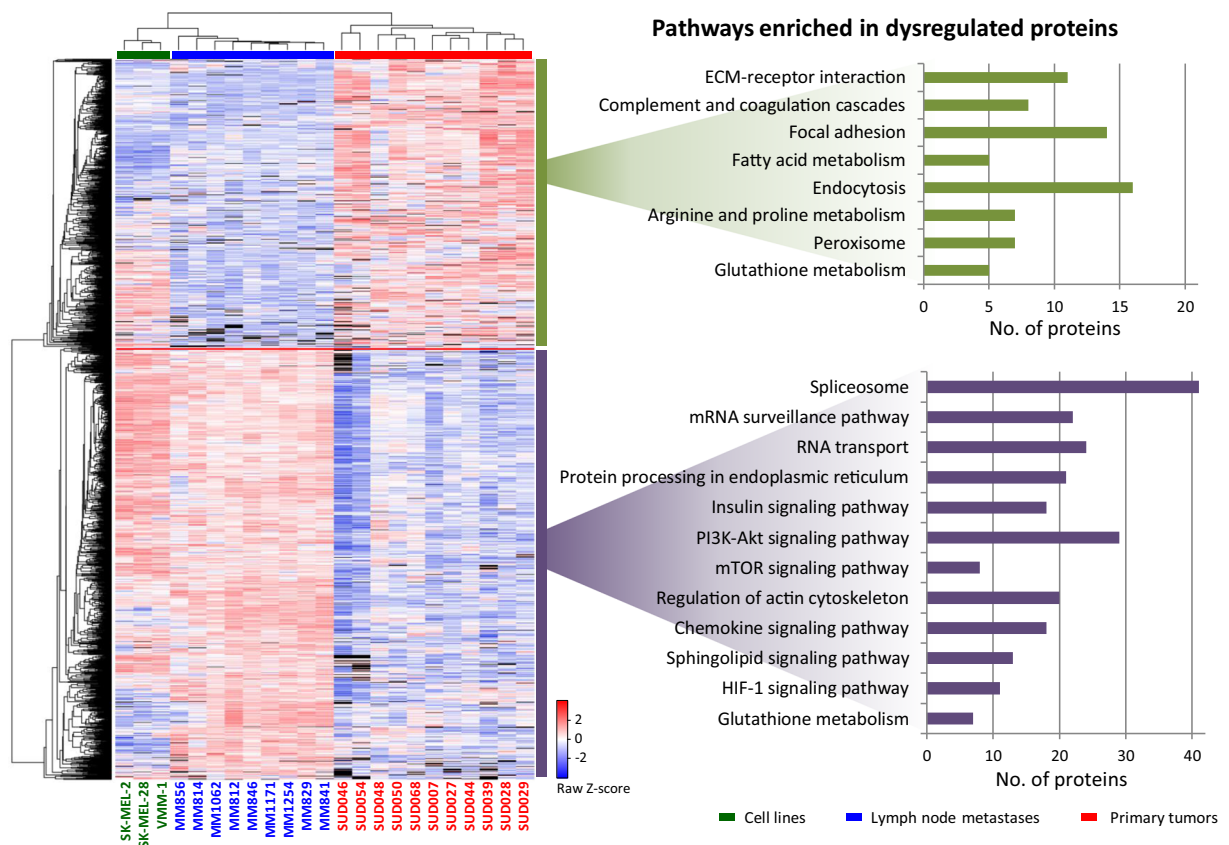 Pathways enriched in dysregulated proteins
ECM-receptor interaction
Complement and coagulation cascades
Focal adhesion
Fatty acid metabolism
Endocytosis
Arginine and proline metabolism
Peroxisome
Glutathione metabolism
0 5 10 15 20
No. of proteins
Spliceosome
mRNA surveillance pathway
RNA transport
Protein processing in endoplasmic reticulum
Insulin signaling pathway
PI3K-Akt signaling pathway
mTOR signaling pathway
Regulation of actin cytoskeleton
Chemokine signaling pathway
Sphingolipid signaling pathway
HIF-1 signaling pathway
Glutathione metabolism
0 10 20 30 40
No. of proteins
2
0
-2
Raw Z-score
SK-MEL-2
SK-MEL-28
VMM-1
MM856
MM814
MM1062
MM812
MM846
MM1171
MM1254
MM829
MM841
SUD046
SUD054
SUD048
SUD050
SUD068
SUD007
SUD027
SUD044
SUD039
SUD028
SUD029
Cell lines Lymph node metastases Primary tumors